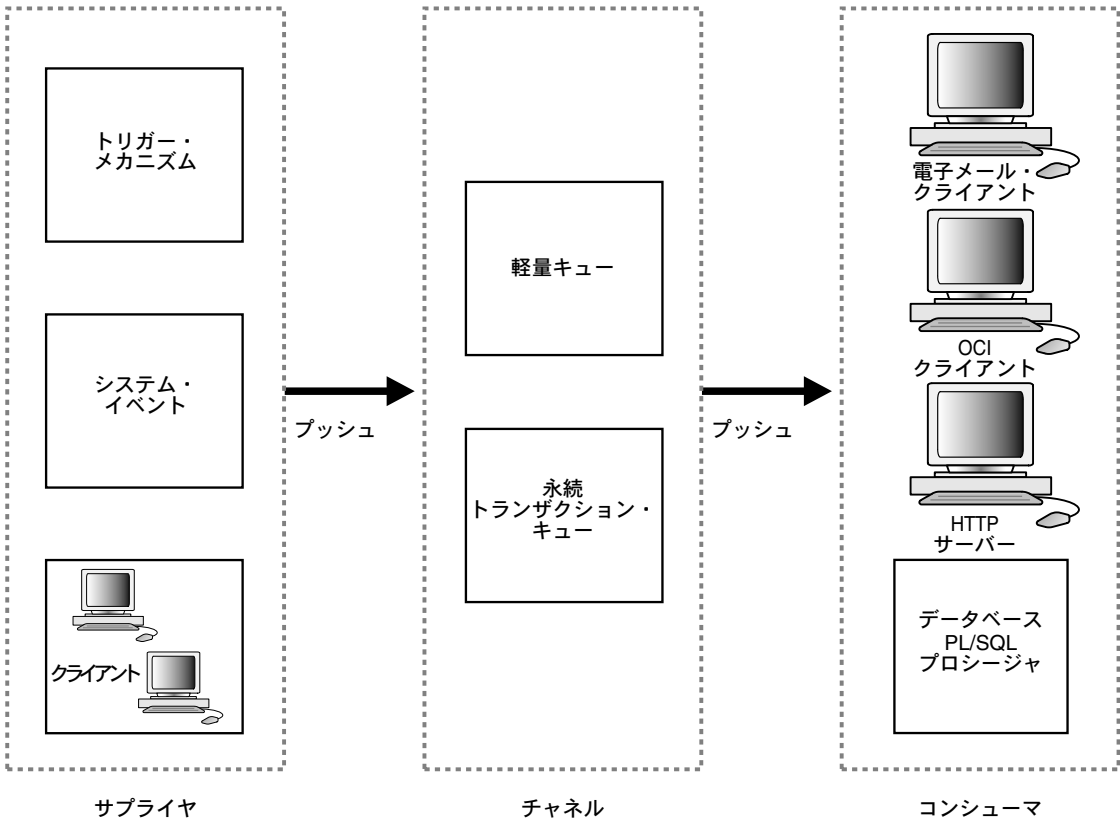 トリガー・
メカニズム
システム・
イベント
クライアント
サプライヤ
プッシュ
軽量キュー
永続
トランザクション・
キュー
チャネル
プッシュ
電子メール・
クライアント
OCI
クライアント
HTTP
サーバー
データベース
PL/SQL
プロシージャ
コンシューマ